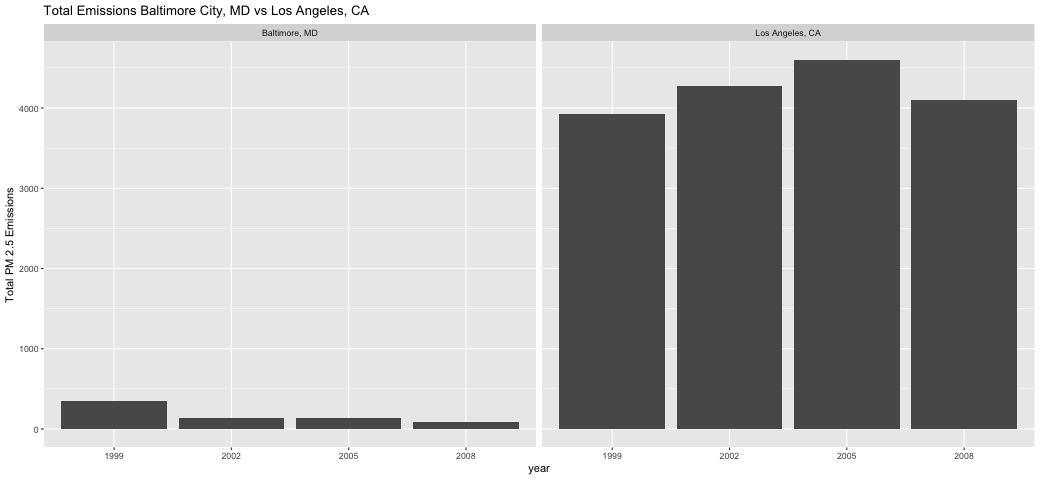 Total Emissions Baltimore City, MD vs Los Angeles, CA
Baltimore, MD
Los Angeles, CA
Total PM 2.5 Emissions
4000
3000
2000
1000
0
1999
2002
2005
2008
1999
2002
2005
2008
year